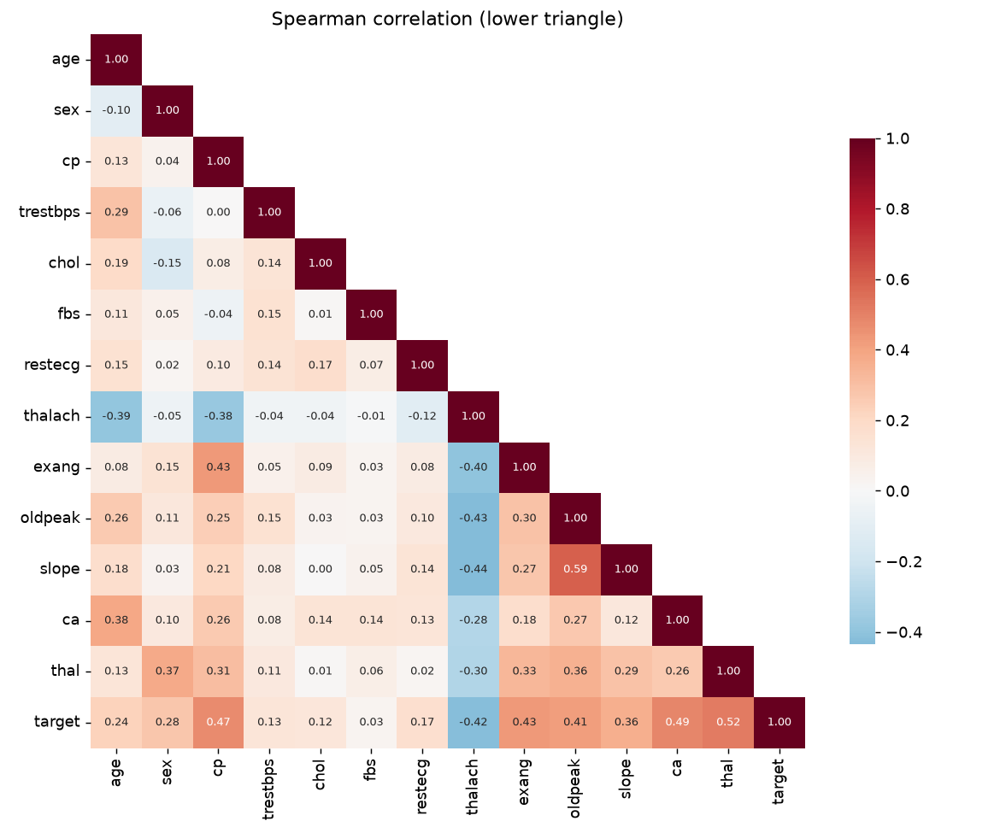 Spearman correlation (lower triangle)
age 1.00
sex -0.10 1.00
cp 0.13 0.04 1.00
trestbps 0.29 -0.06 0.00 1.00
chol 0.19 -0.15 0.08 0.14 1.00
fbs 0.11 0.05 -0.04 0.15 0.01 1.00
restecg 0.15 0.02 0.10 0.14 0.17 0.07 1.00
thalach -0.39 -0.05 -0.38 -0.04 -0.04 -0.01 -0.12 1.00
exang 0.08 0.15 0.43 0.05 0.09 0.03 0.08 -0.40 1.00
oldpeak 0.26 0.11 0.25 0.15 0.03 0.03 0.10 -0.43 0.30 1.00
slope 0.18 0.03 0.21 0.08 0.00 0.05 0.14 -0.44 0.27 0.59 1.00
ca 0.38 0.10 0.26 0.08 0.14 0.14 0.13 -0.28 0.18 0.27 0.12 1.00
thal 0.13 0.37 0.31 0.11 0.01 0.06 0.02 -0.30 0.33 0.36 0.29 0.26 1.00
target 0.24 0.28 0.47 0.13 0.12 0.03 0.17 -0.42 0.43 0.41 0.36 0.49 0.52 1.00
age sex cp trestbps chol fbs restecg thalach exang oldpeak slope ca thal target
1.0
0.8
0.6
0.4
0.2
0.0
−0.2
−0.4